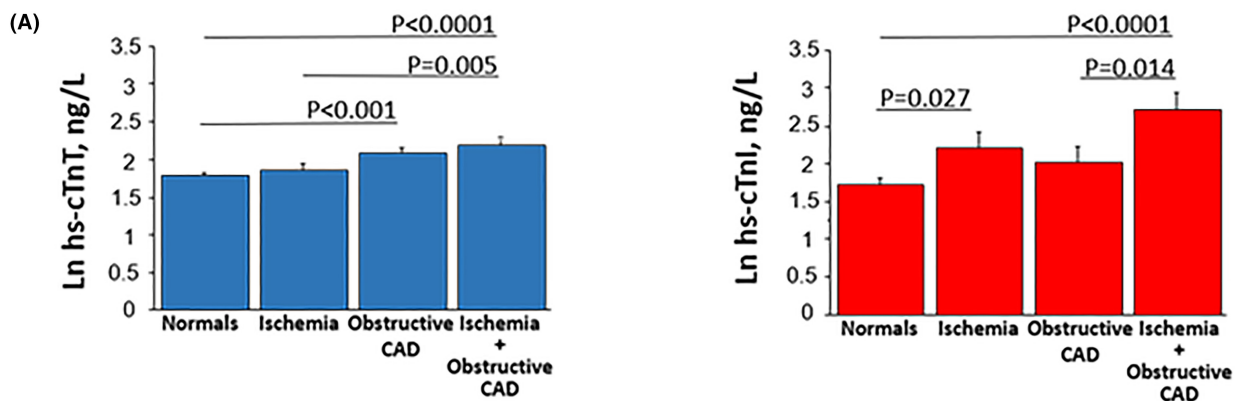 (A)
P<0.0001
P=0.005
P<0.001
Ln hs-cTnT, ng/L
3.5
3
2.5
2
1.5
1
0.5
0
Normals
Ischemia
Obstructive
CAD
Ischemia
+
Obstructive
CAD
P<0.0001
P=0.014
P=0.027
Ln hs-cTnI, ng/L
3.5
3
2.5
2
1.5
1
0.5
0
Normals
Ischemia
Obstructive
CAD
Ischemia
+
Obstructive
CAD